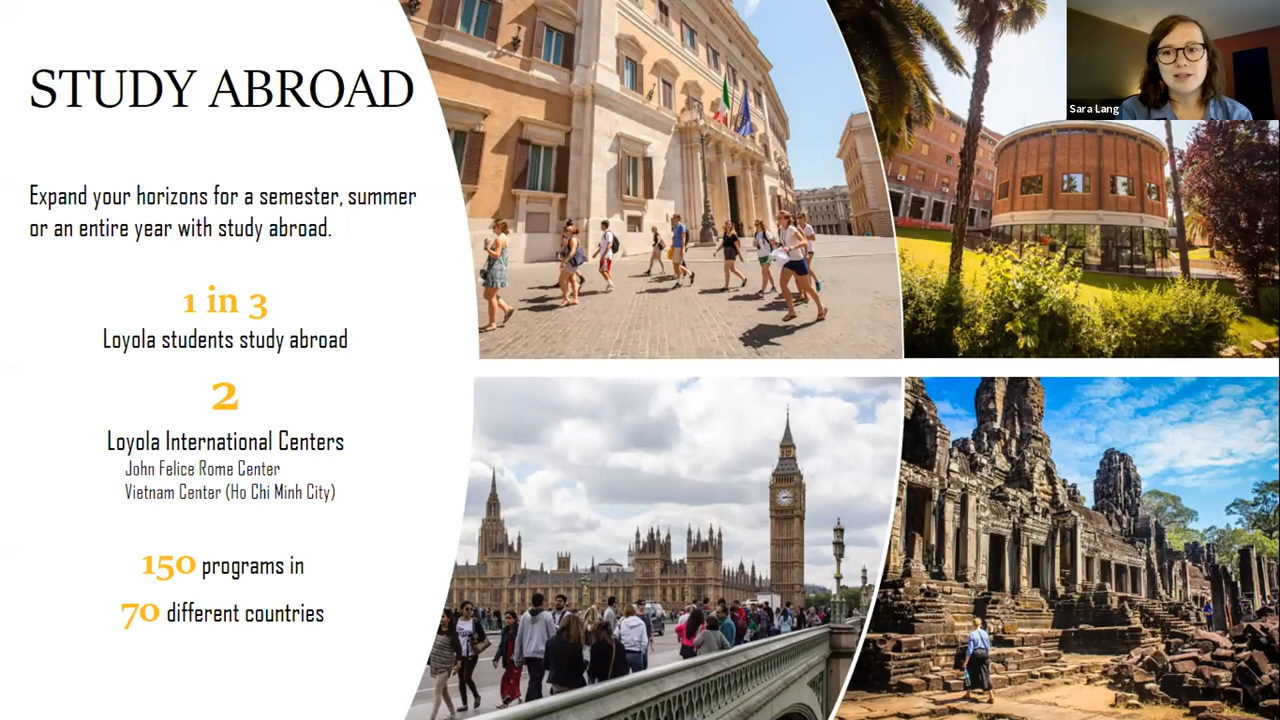 STUDY ABROAD
Sara Lang
Expand your horizons for a semester, summer
or an entire year with study abroad.
1 in 3
Loyola students study abroad
2
Loyola International Centers
John Felice Rome Center
Vietnam Center (Ho Chi Minh City)
150 programs in
70 different countries